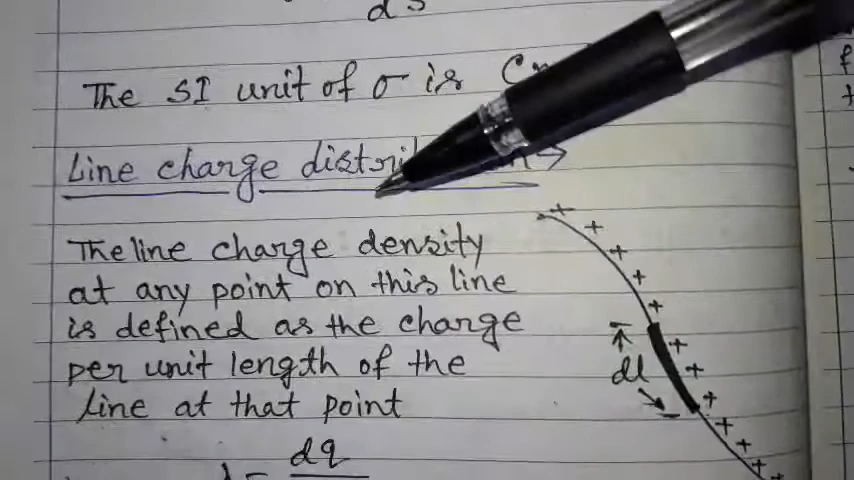 dS
The SI unit of σ is
Line charge
The line charge density
at any point on this line
is defined as the charge
per unit length of the
line at that point
dl
dq